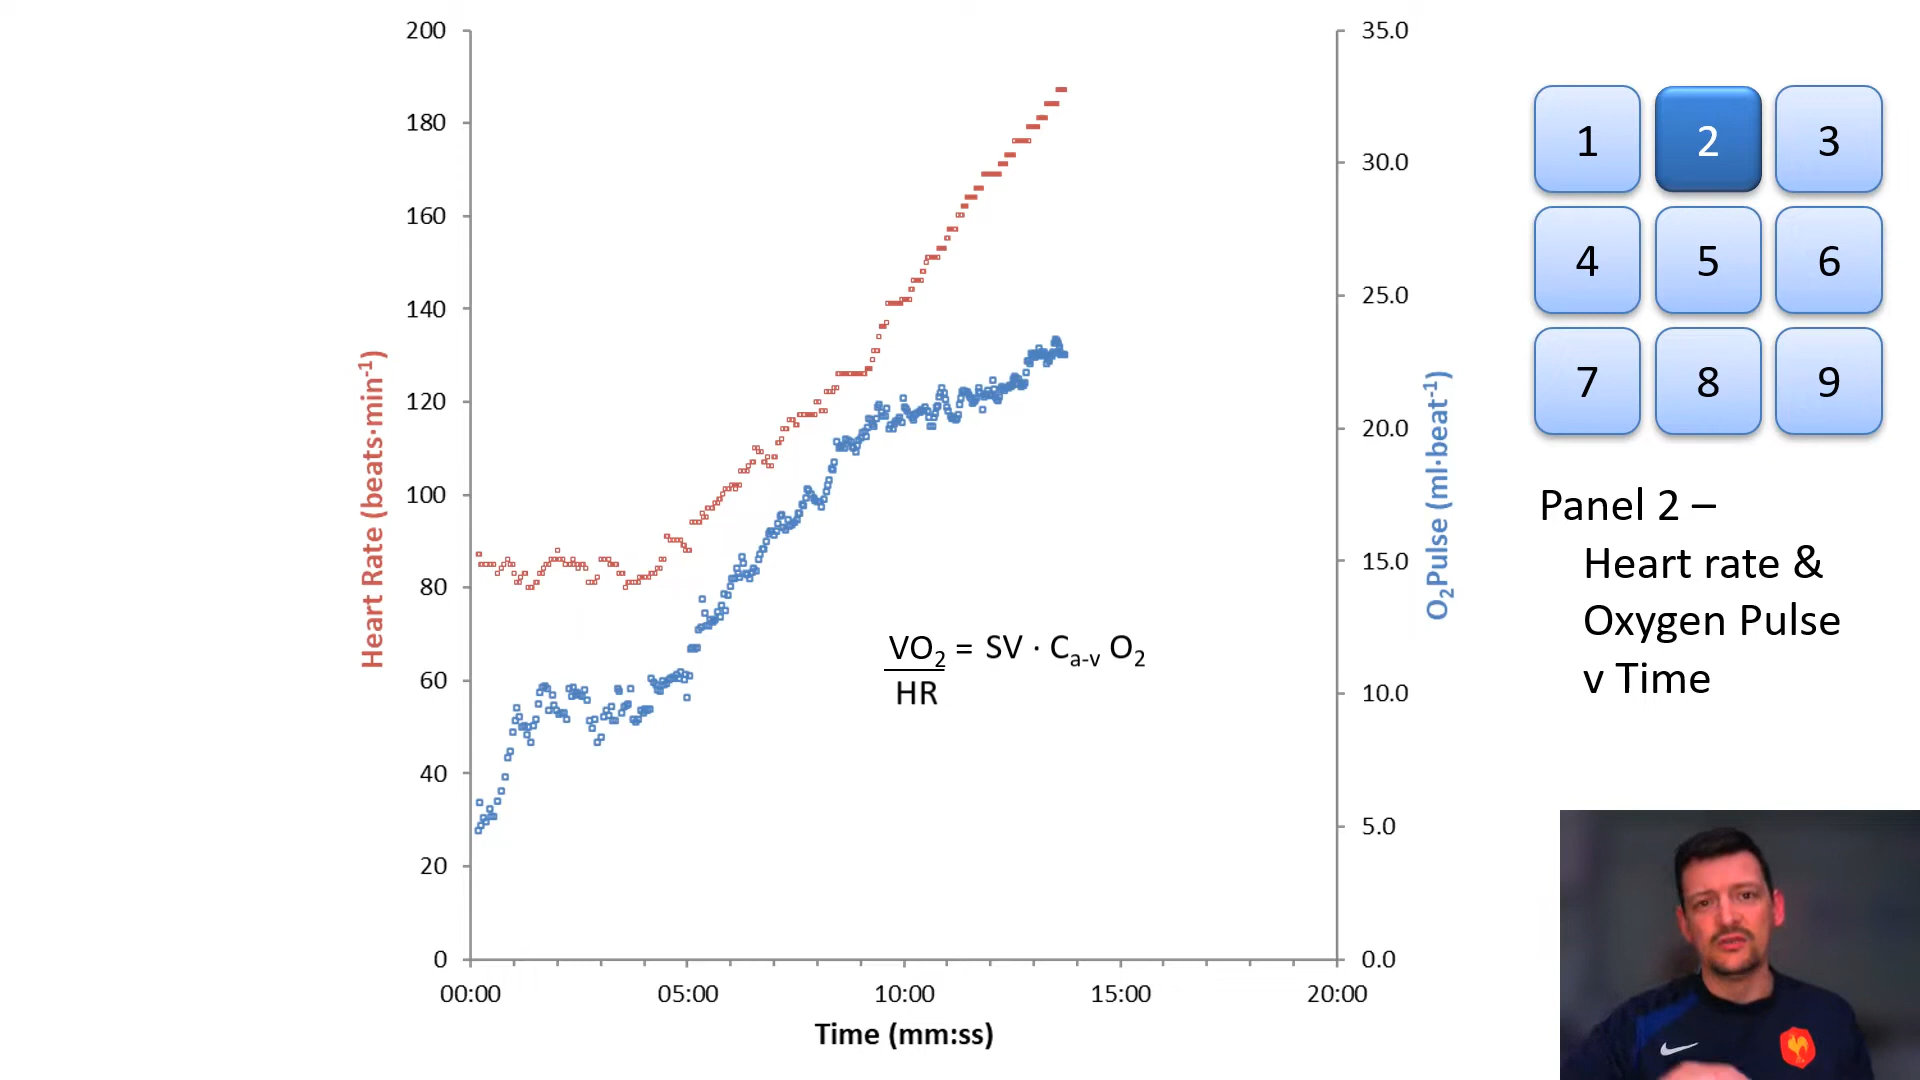 200
180
160
140
120
100
80
60
40
20
0
Heart Rate (beats·min⁻¹)
35.0
30.0
25.0
20.0
15.0
10.0
5.0
0.0
O₂Pulse (ml·beat⁻¹)
00:00 05:00 10:00 15:00 20:00
Time (mm:ss)
VO₂ = SV · Cₐ₋ᵥ O₂
HR
1 2 3
4 5 6
7 8 9
Panel 2 –
Heart rate &
Oxygen Pulse
v Time